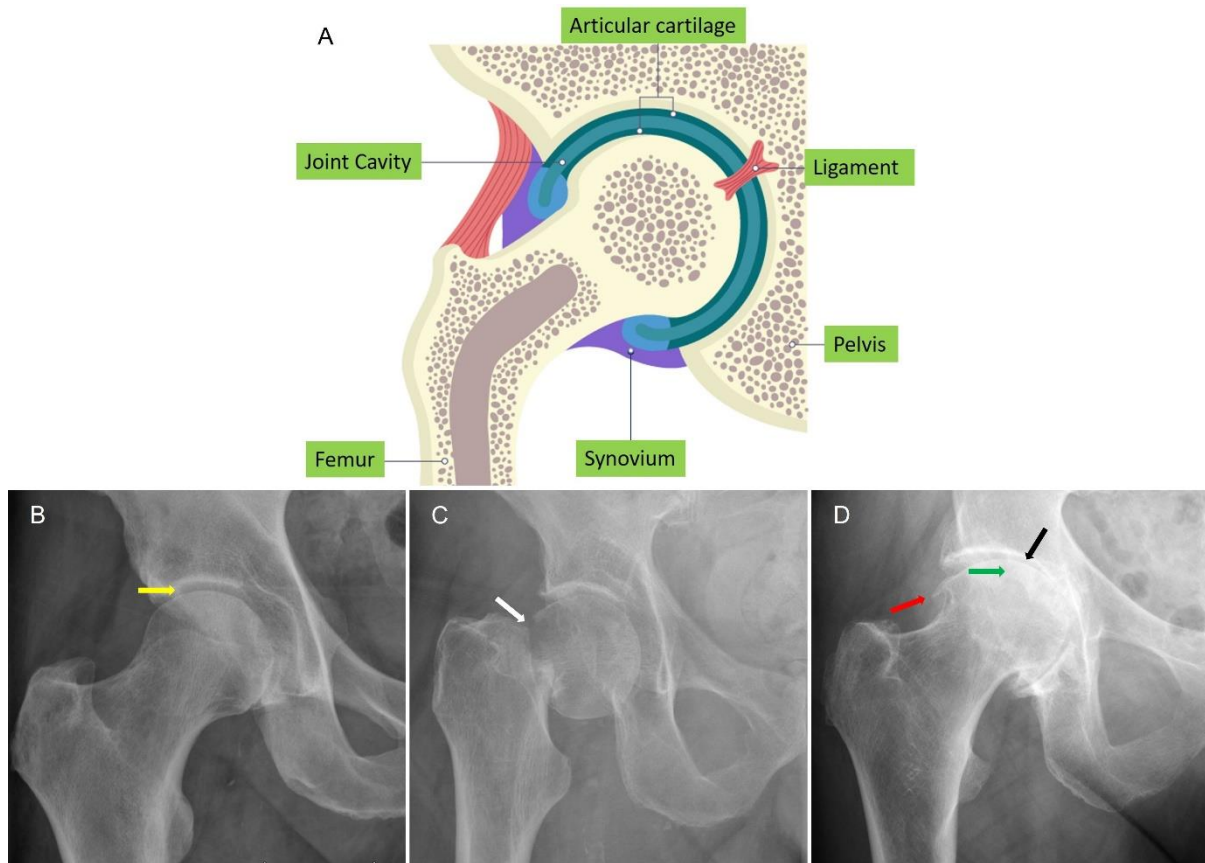 A
Articular cartilage
Joint Cavity
Ligament
Pelvis
Femur
Synovium
B
C
D